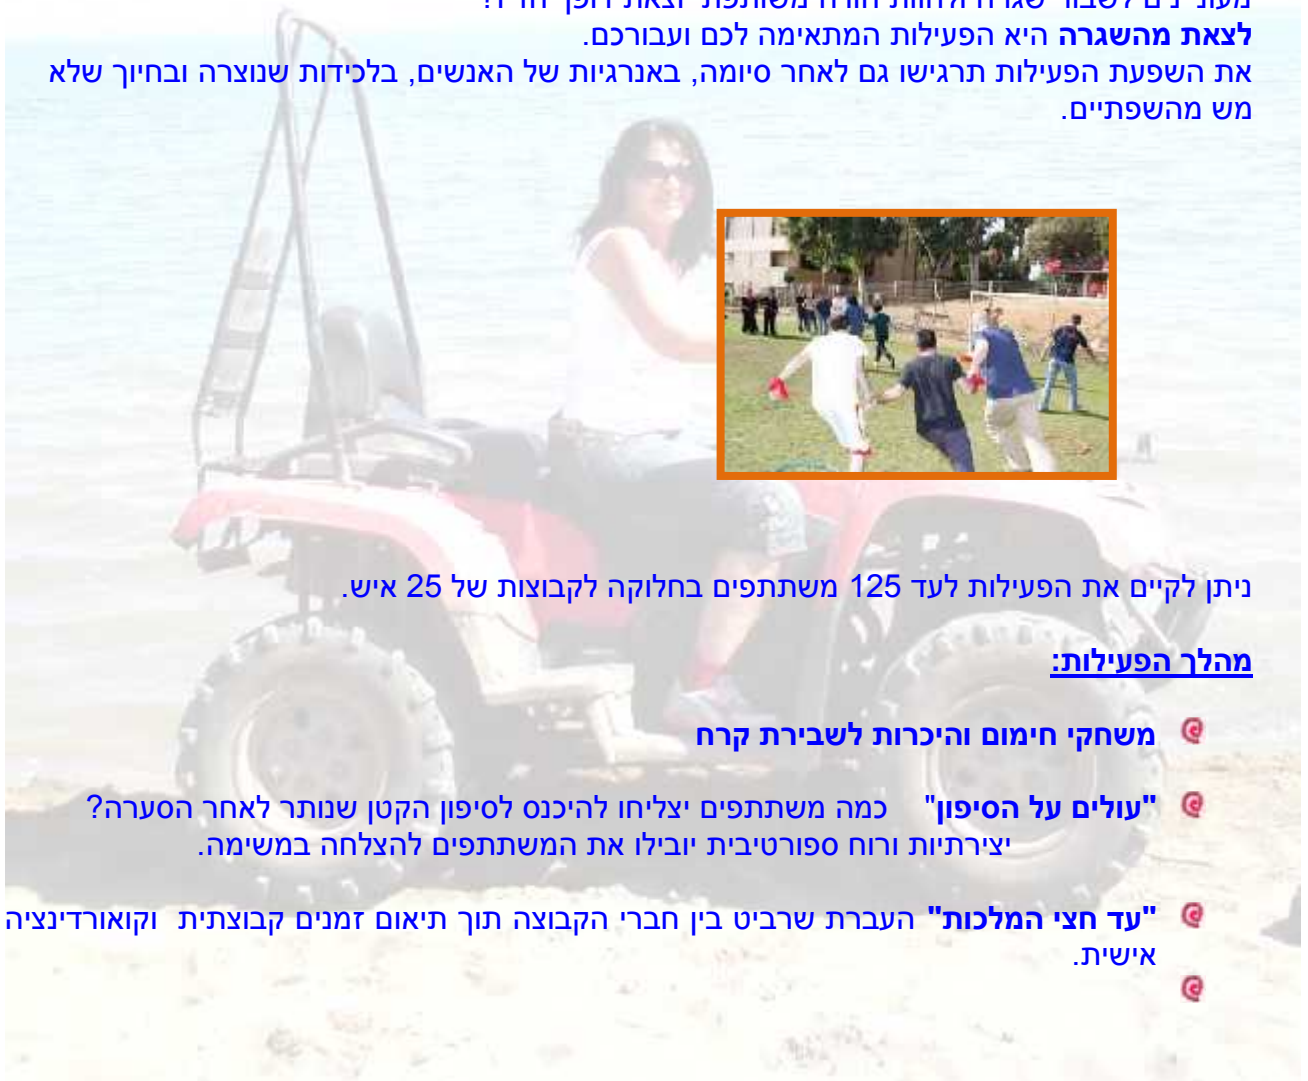 לצאת מהשגרה היא הפעילות המתאימה לכם ועבורכם.
את השפעת הפעילות תרגישו גם לאחר סיומה, באנרגיות של האנשים, בלכידות שנוצרה ובחיוך שלא
מש מהשפתיים.
ניתן לקיים את הפעילות לעד 125 משתתפים בחלוקה לקבוצות של 25 איש.
מהלך הפעילות:
משחקי חימום והיכרות לשבירת קרח
"עולים על הסיפון" כמה משתתפים יצליחו להיכנס לסיפון הקטן שנותר לאחר הסערה?
יצירתיות ורוח ספורטיבית יובילו את המשתתפים להצלחה במשימה.
"עד חצי המלכות" העברת שרביט בין חברי הקבוצה תוך תיאום זמנים קבוצתית וקואורדינציה
אישית.